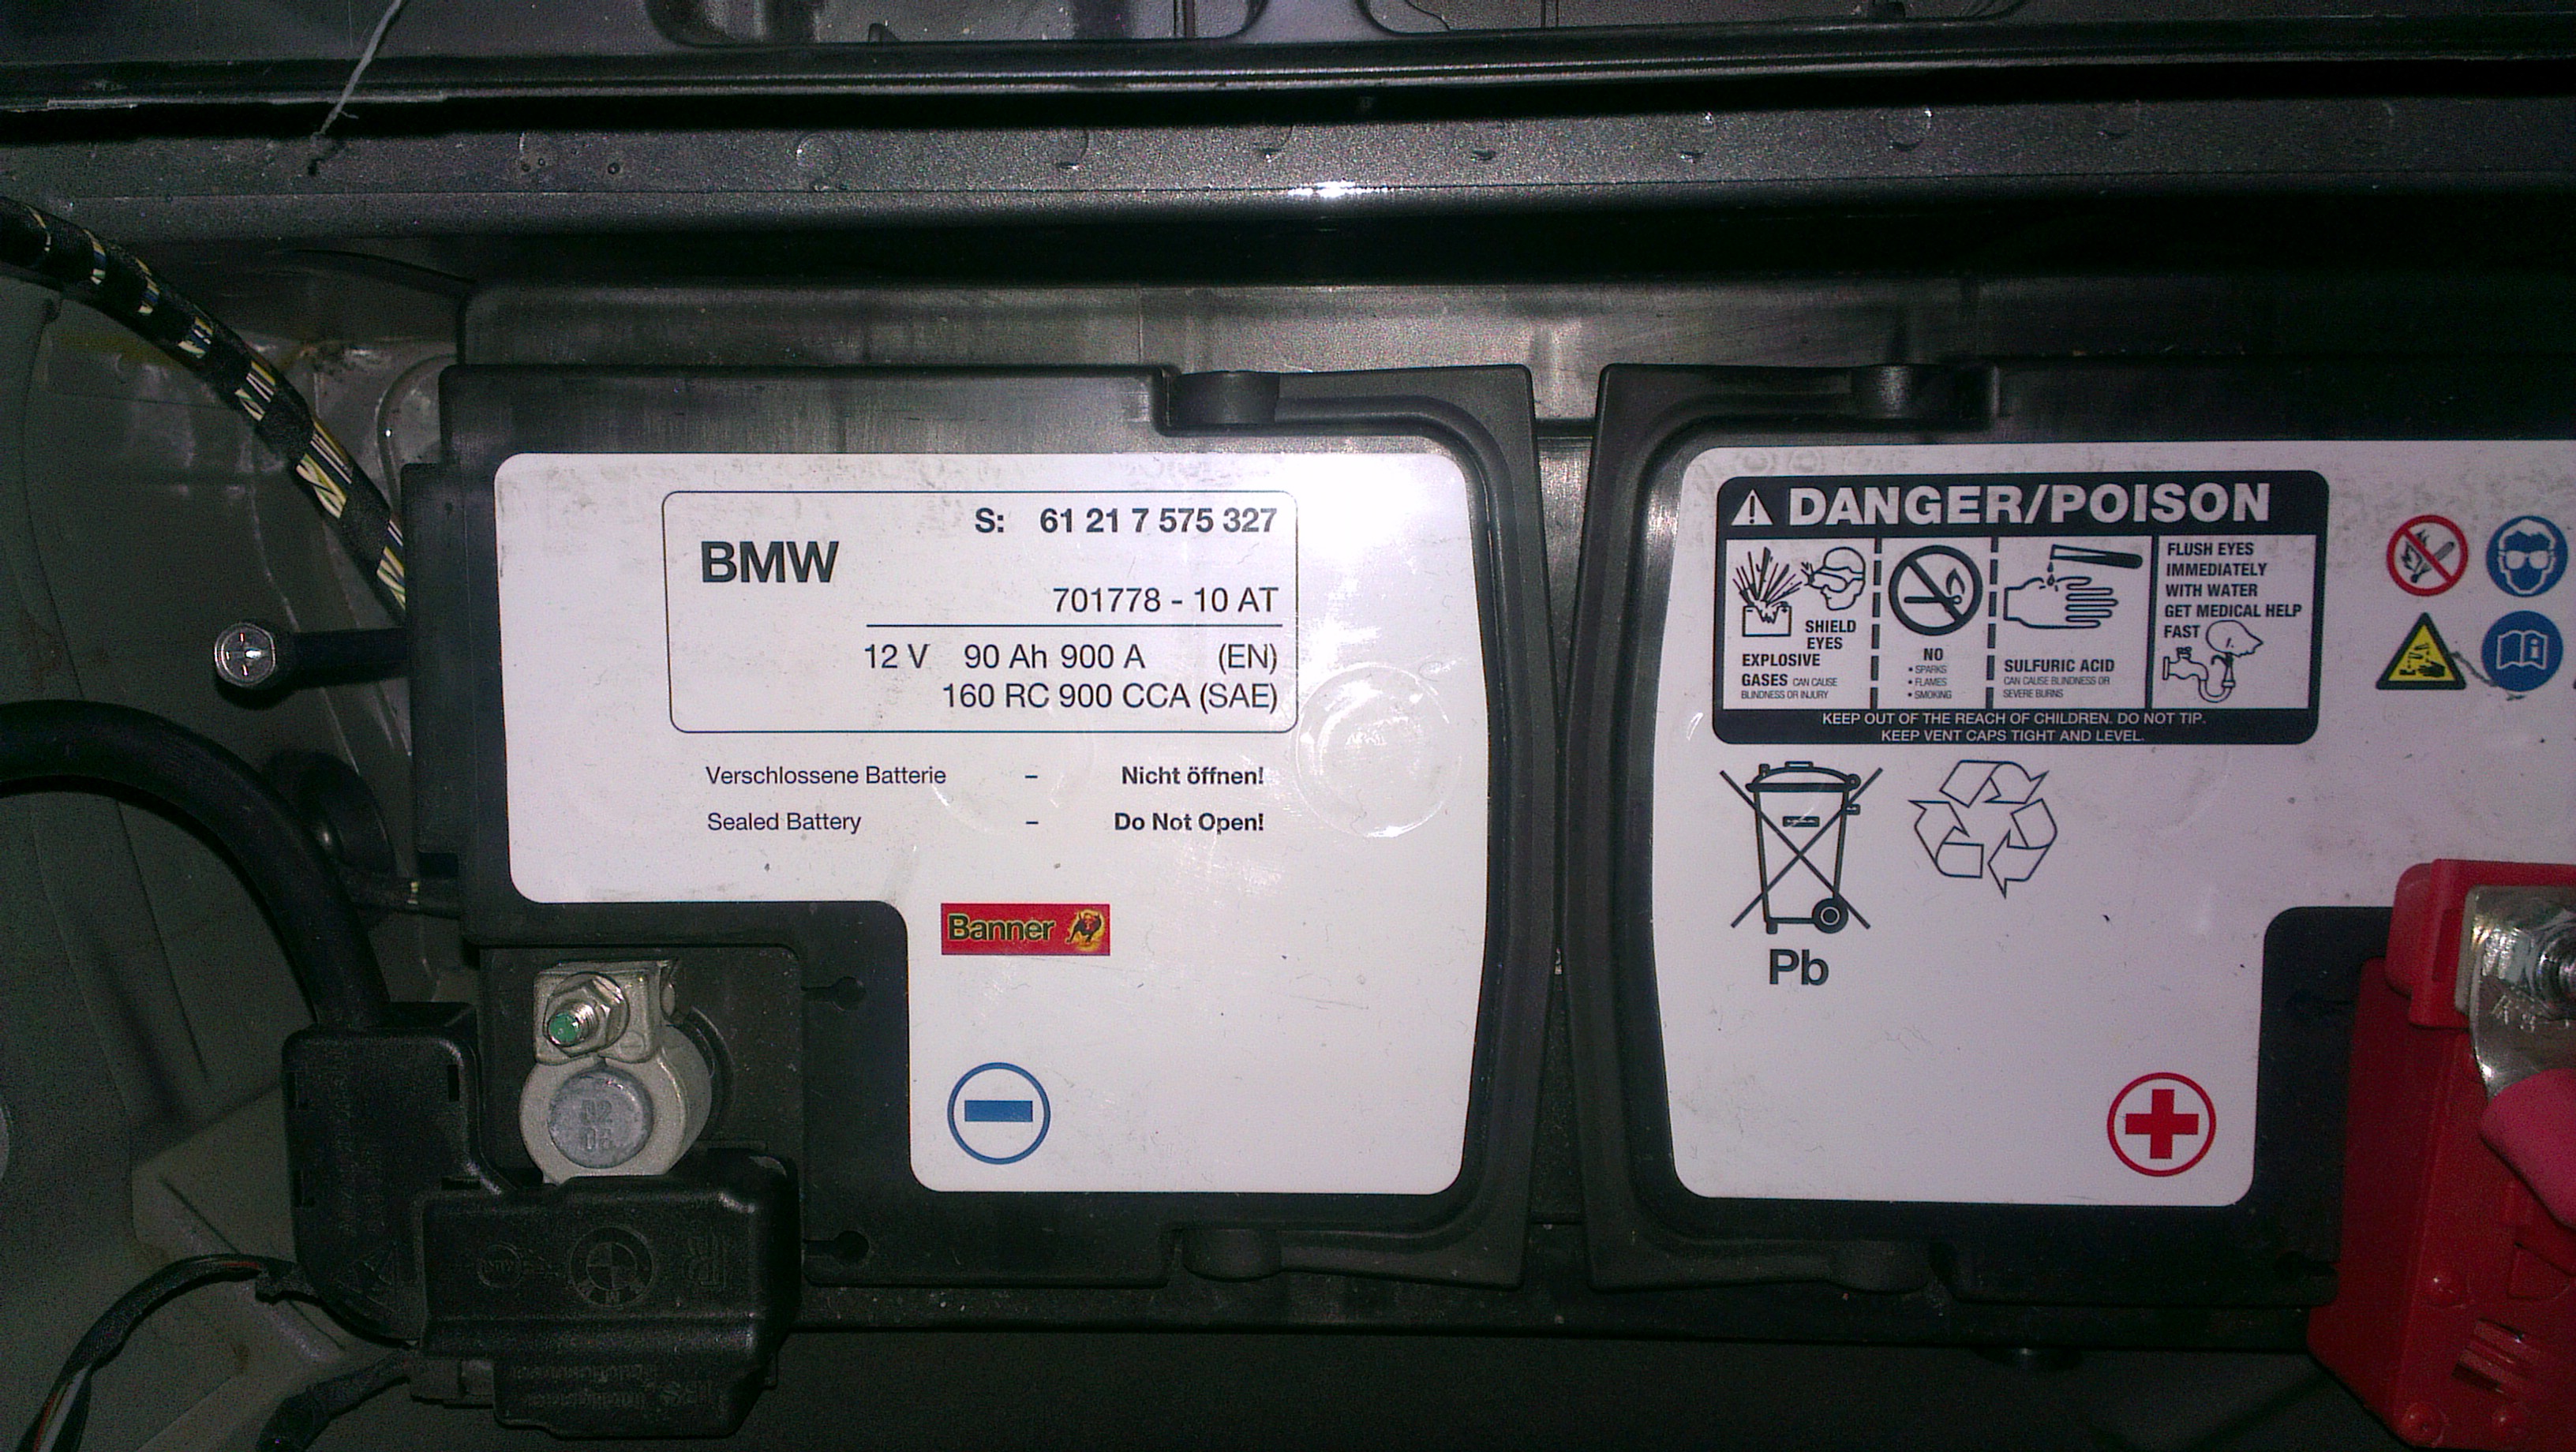 S: 61 21 7 575 327
BMW
701778 - 10 AT
12 V 90 Ah 900 A (EN)
160 RC 900 CCA (SAE)
Verschlossene Batterie – Nicht öffnen!
Sealed Battery – Do Not Open!
Banner
DANGER/POISON
SHIELD
EYES
EXPLOSIVE
GASES CAN CAUSE
BLINDNESS OR INJURY
NO
• SPARKS
• FLAMES
• SMOKING
SULFURIC ACID
CAN CAUSE BLINDNESS OR
SEVERE BURNS
FLUSH EYES
IMMEDIATELY
WITH WATER
GET MEDICAL HELP
FAST
KEEP OUT OF THE REACH OF CHILDREN. DO NOT TIP.
KEEP VENT CAPS TIGHT AND LEVEL.
Pb